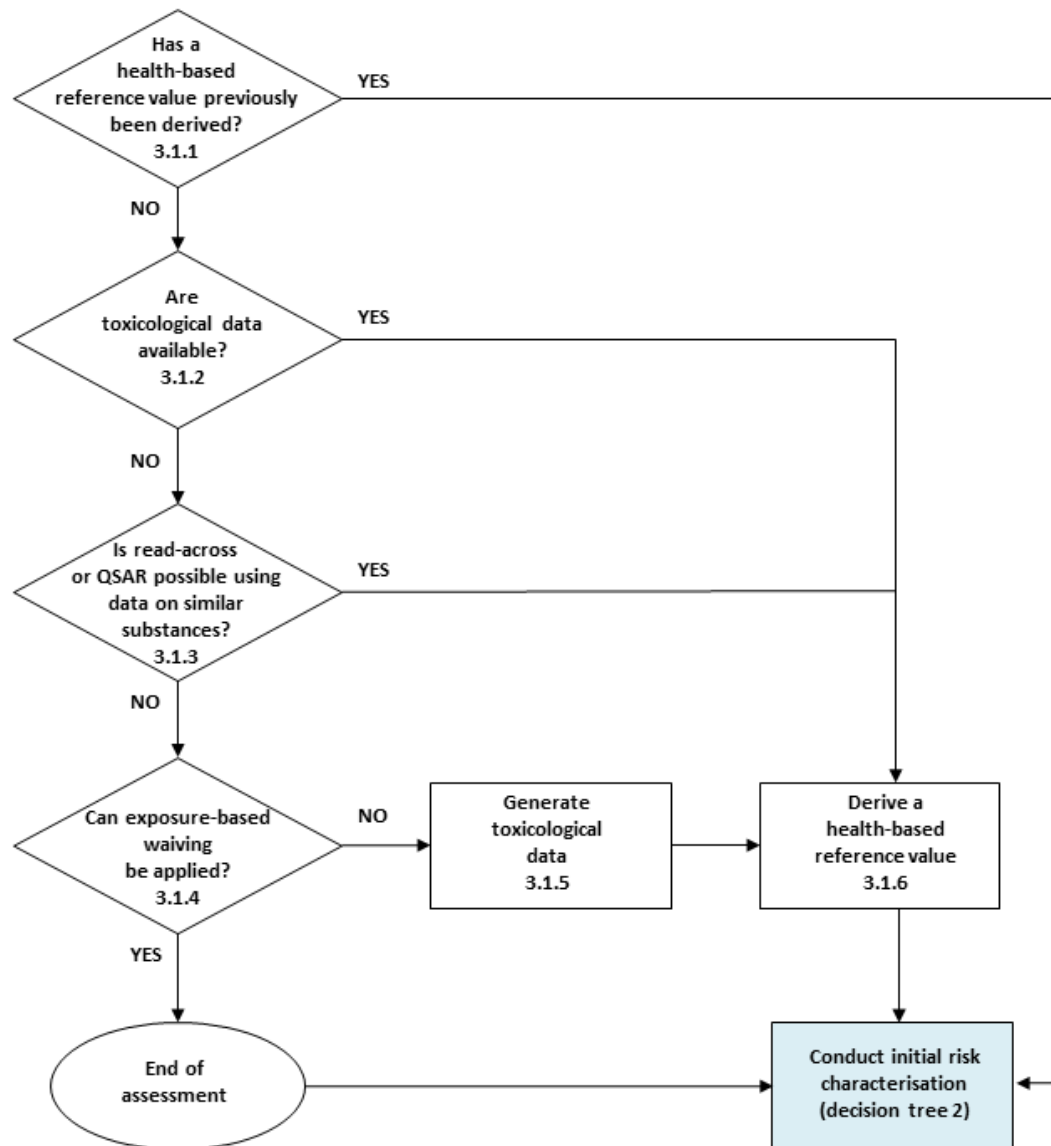 Has a
health-based
reference value previously
been derived?
3.1.1
YES
NO
Are
toxicological data
available?
3.1.2
YES
NO
Is read-across
or QSAR possible using
data on similar
substances?
3.1.3
YES
NO
Can exposure-based
waiving
be applied?
3.1.4
NO
Generate
toxicological
data
3.1.5
Derive a
health-based
reference value
3.1.6
YES
End of
assessment
Conduct initial risk
characterisation
(decision tree 2)